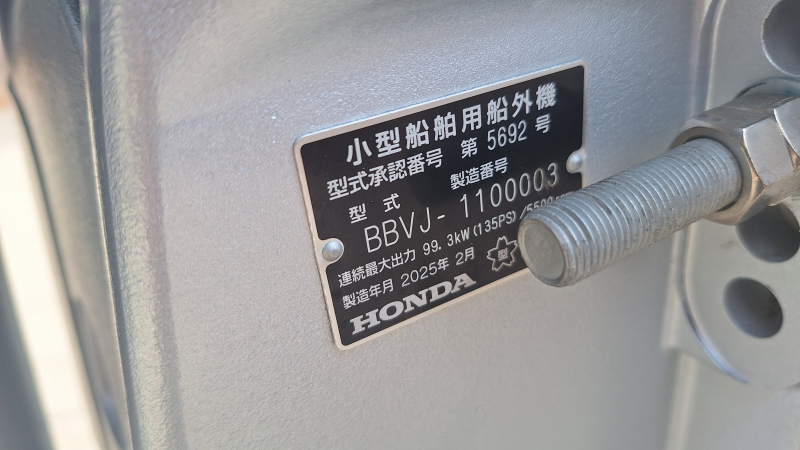 小型船舶用船外機
型式承認番号 第 5692 号
型式 製造番号
BBVJ-1100003
連続最大出力 99.3kW(135PS)/5500
製造年月 2025年 2月 型
HONDA